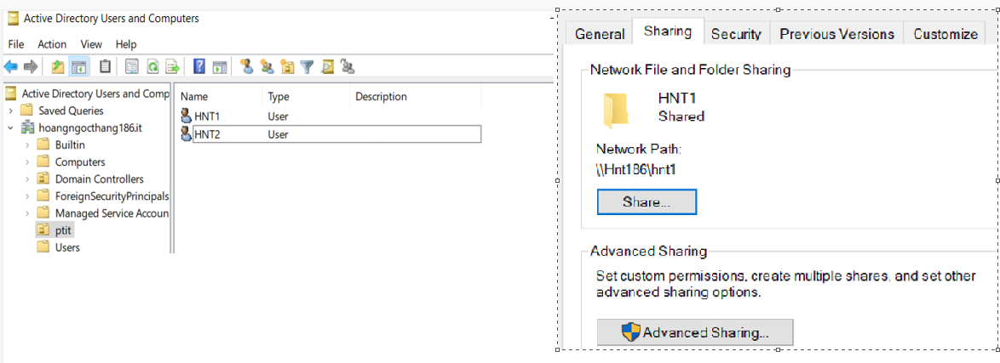 Active Directory Users and Computers
File Action View Help
Active Directory Users and Comp
Saved Queries
hoangngocthang186.it
Builtin
Computers
Domain Controllers
ForeignSecurityPrincipals
Managed Service Accoun
ptit
Users
Name Type Description
HNT1 User
HNT2 User
General Sharing Security Previous Versions Customize
Network File and Folder Sharing
HNT1
Shared
Network Path:
\\Hnt186\hnt1
Share...
Advanced Sharing
Set custom permissions, create multiple shares, and set other
advanced sharing options.
Advanced Sharing...